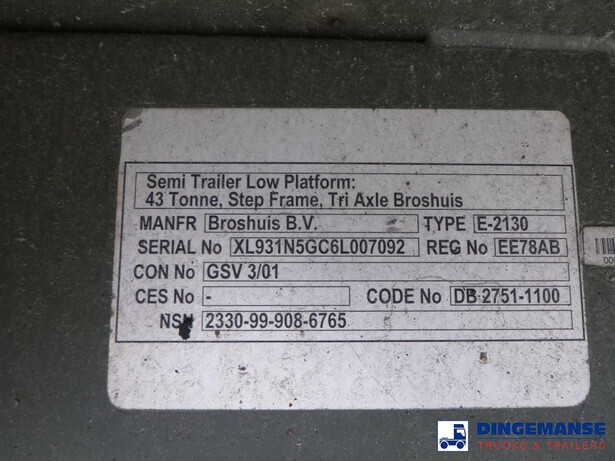 Semi Trailer Low Platform:
43 Tonne, Step Frame, Tri Axle Broshuis
MANFR Broshuis B.V. TYPE E-2130
SERIAL No XL931N5GC6L007092 REG No EE78AB
CON No GSV 3/01
CES No - CODE No DB 2751-1100
NSN 2330-99-908-6765
DINGEMANSE
TRUCKS & TRAILERS